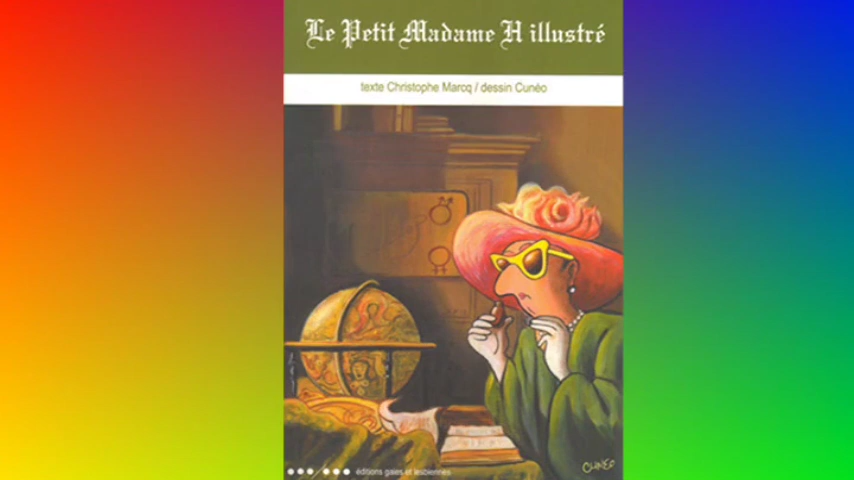 Le Petit Madame H illustré
texte Christophe Marcq / dessin Cunéo
CUNEO
éditions gaies et lesbiennes